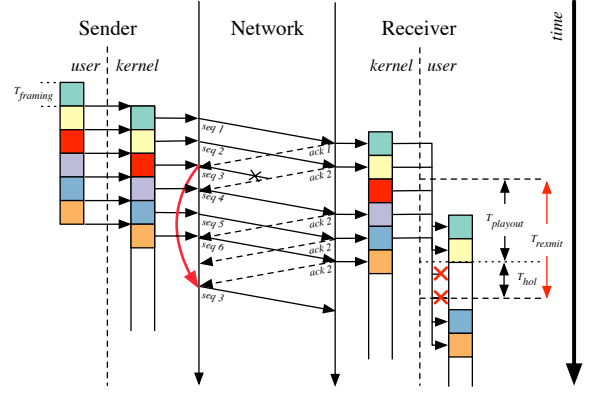 Sender
Network
Receiver
time
user
kernel
kernel
user
T_framing
seq 1
seq 2
ack 1
seq 3
ack 2
seq 4
T_playout
T_rexmit
seq 5
ack 2
seq 6
ack 2
ack 2
T_hol
seq 3